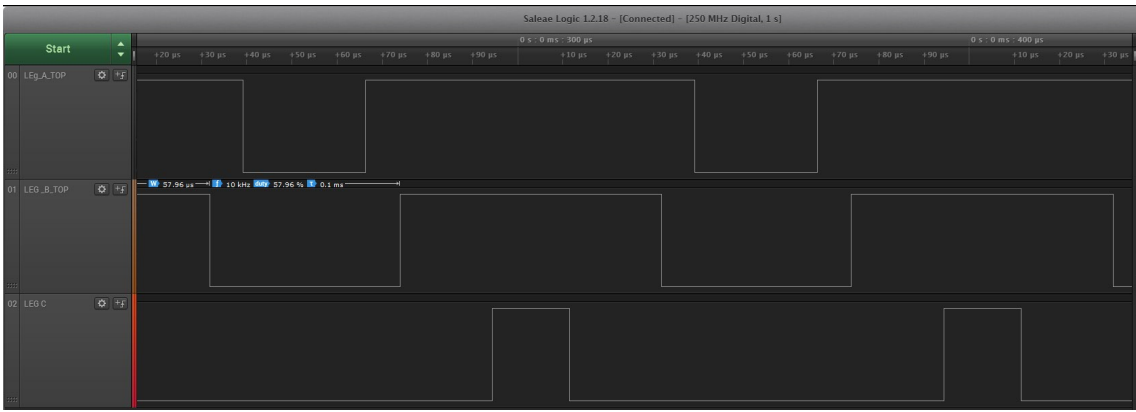 Saleae Logic 1.2.18 - [Connected] - [250 MHz Digital, 1 s]
Start
0 s : 0 ms : 300 µs 0 s : 0 ms : 400 µs
+20 µs +30 µs +40 µs +50 µs +60 µs +70 µs +80 µs +90 µs +10 µs +20 µs +30 µs +40 µs +50 µs +60 µs +70 µs +80 µs +90 µs +10 µs +20 µs +30 µs
00 LEg_A_TOP
01 LEG _B_TOP
W 57.96 µs f 10 kHz duty 57.96 % T 0.1 ms
02 LEG C